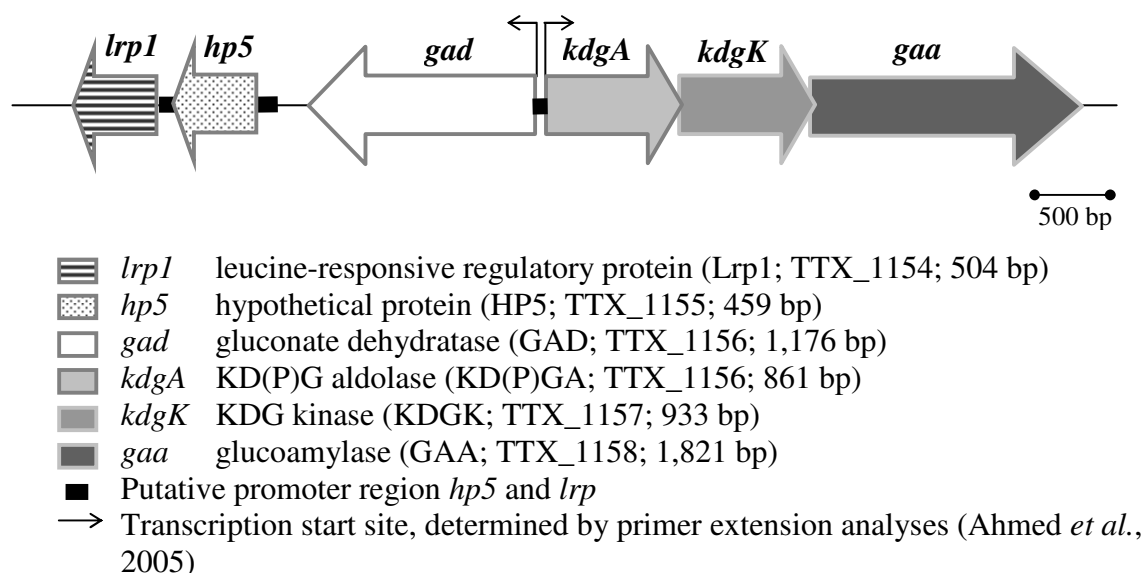 lrp1 hp5 gad kdgA kdgK gaa
500 bp
lrp1 leucine-responsive regulatory protein (Lrp1; TTX_1154; 504 bp)
hp5 hypothetical protein (HP5; TTX_1155; 459 bp)
gad gluconate dehydratase (GAD; TTX_1156; 1,176 bp)
kdgA KD(P)G aldolase (KD(P)GA; TTX_1156; 861 bp)
kdgK KDG kinase (KDGK; TTX_1157; 933 bp)
gaa glucoamylase (GAA; TTX_1158; 1,821 bp)
Putative promoter region hp5 and lrp
Transcription start site, determined by primer extension analyses (Ahmed et al.,
2005)